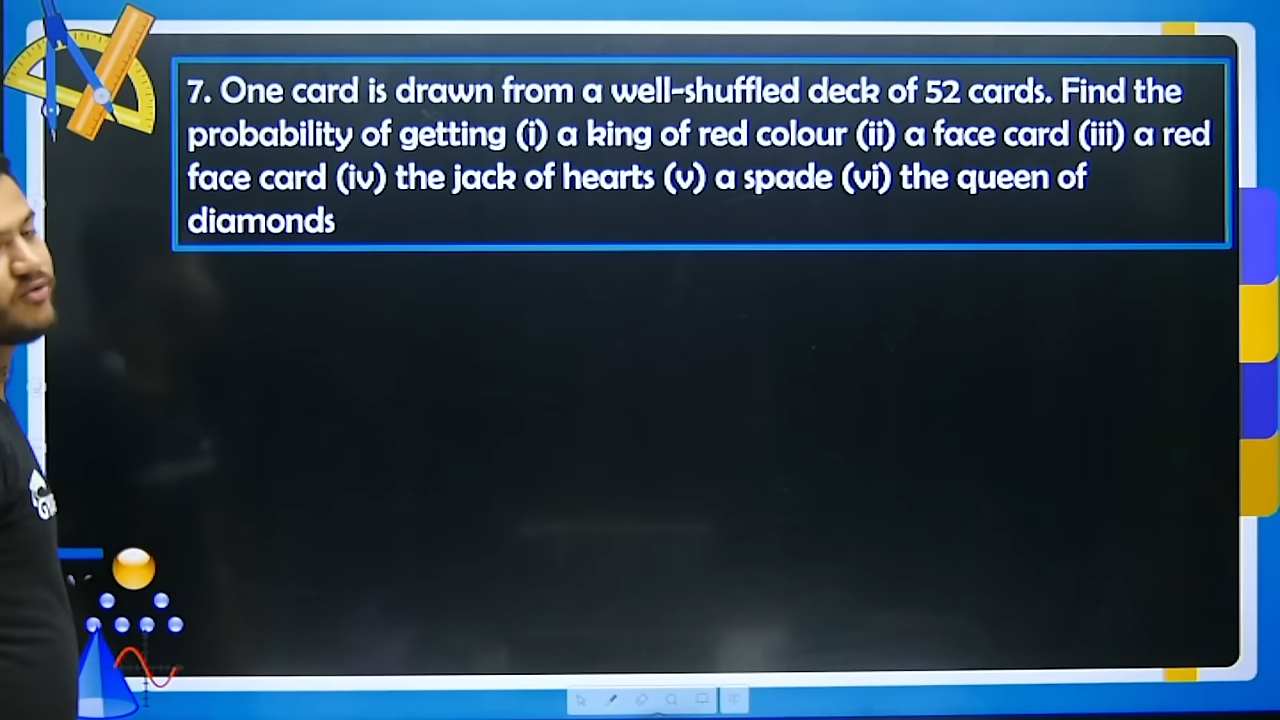 7. One card is drawn from a well-shuffled deck of 52 cards. Find the
probability of getting (i) a king of red colour (ii) a face card (iii) a red
face card (iv) the jack of hearts (v) a spade (vi) the queen of
diamonds